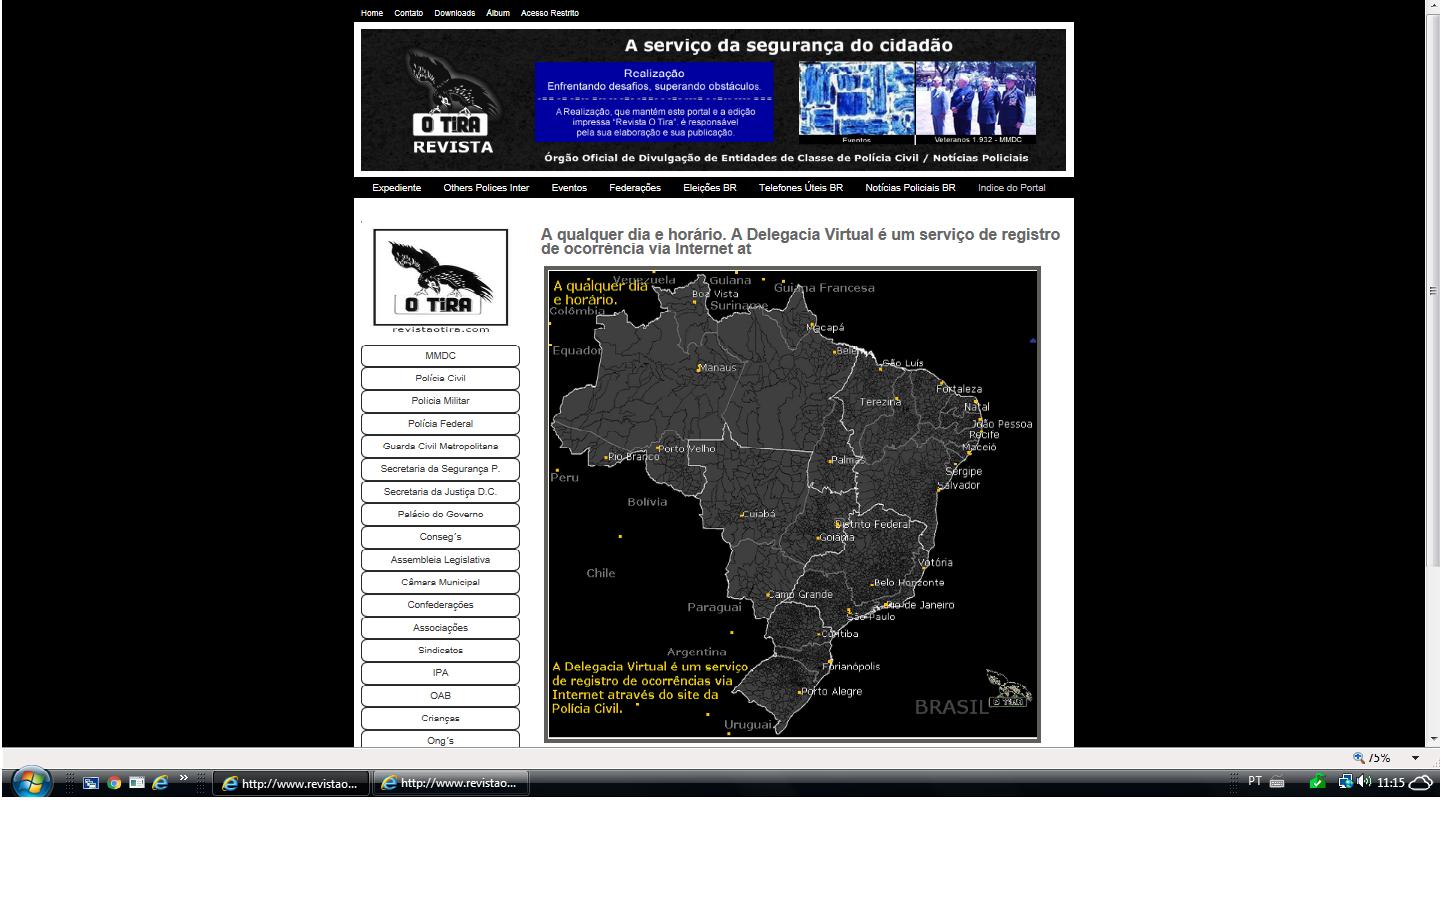 Home Contato Downloads Álbum Acesso Restrito
A serviço da segurança do cidadão
O TIRA
REVISTA
Realização
Enfrentando desafios, superando obstáculos.
A Realização, que mantém este portal e a edição
impressa "Revista O Tira". é responsável
pela sua elaboração e sua publicação.
Eventos
Veteranos 1.932 - MMDC
Órgão Oficial de Divulgação de Entidades de Classe de Polícia Civil / Notícias Policiais
Expediente Others Polices Inter Eventos Federações Eleições BR Telefones Úteis BR Notícias Policiais BR Indice do Portal
O TIRA
revistaotira.com
MMDC
Polícia Civil
Polícia Militar
Polícia Federal
Guarda Civil Metropolitana
Secretaria da Segurança P.
Secretaria da Justiça D.C.
Palácio do Governo
Conseg´s
Assembleia Legislativa
Câmara Municipal
Confederações
Associações
Sindicatos
IPA
OAB
Crianças
Ong´s
A qualquer dia e horário. A Delegacia Virtual é um serviço de registro
de ocorrência via Internet at
A qualquer dia
e horário.
Venezuela
Guiana
Guiana Francesa
Boa Vista
Suriname
Colômbia
Macapá
Equador
Belém
São Luís
Manaus
Fortaleza
Terezina
Natal
João Pessoa
Recife
Maceió
Porto Velho
Rio Branco
Palmas
Sergipe
Peru
Salvador
Bolívia
Cuiabá
Distrito Federal
Goiânia
Vitória
Chile
Belo Horizonte
Campo Grande
Rio de Janeiro
Paraguai
São Paulo
Curitiba
Argentina
Florianópolis
A Delegacia Virtual é um serviço
de registro de ocorrências via
Internet através do site da
Polícia Civil.
Porto Alegre
BRASIL
O TIRA
Uruguai
75%
http://www.revistao...
http://www.revistao...
PT
11:15